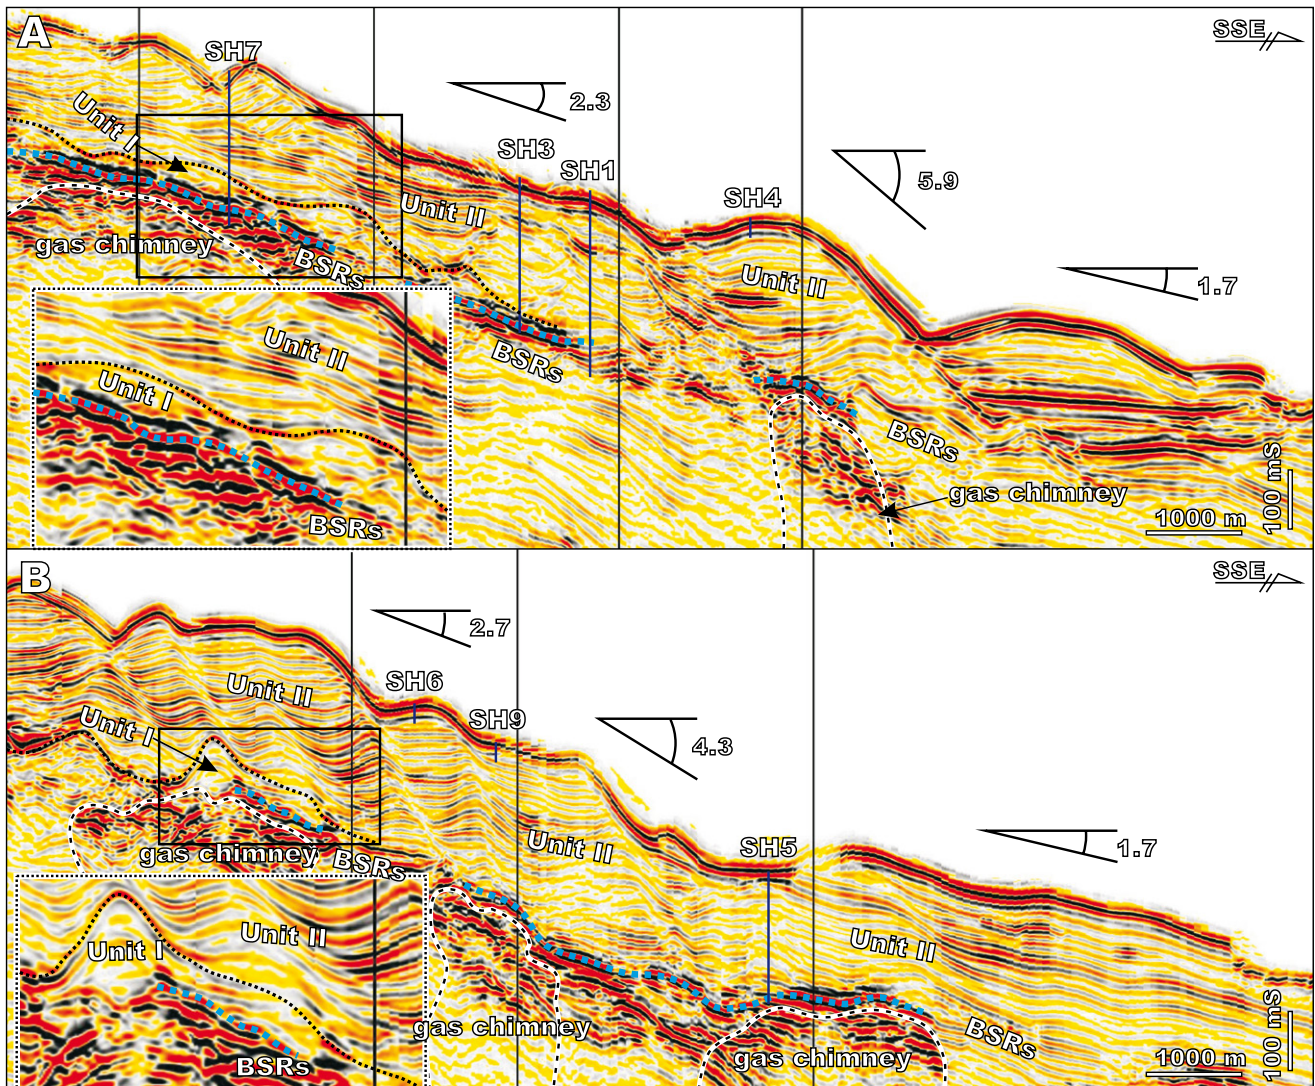 A
SSE
SH7
2.3
Unit I
SH3
SH1
5.9
SH4
Unit II
gas chimney
BSRs
Unit II
1.7
Unit II
BSRs
Unit I
BSRs
gas chimney
BSRs
1000 m
100 mS
B
SSE
2.7
SH6
Unit II
SH9
Unit I
4.3
Unit II
SH5
1.7
gas chimney
BSRs
Unit I
Unit II
Unit II
gas chimney
BSRs
gas chimney
BSRs
1000 m
100 mS